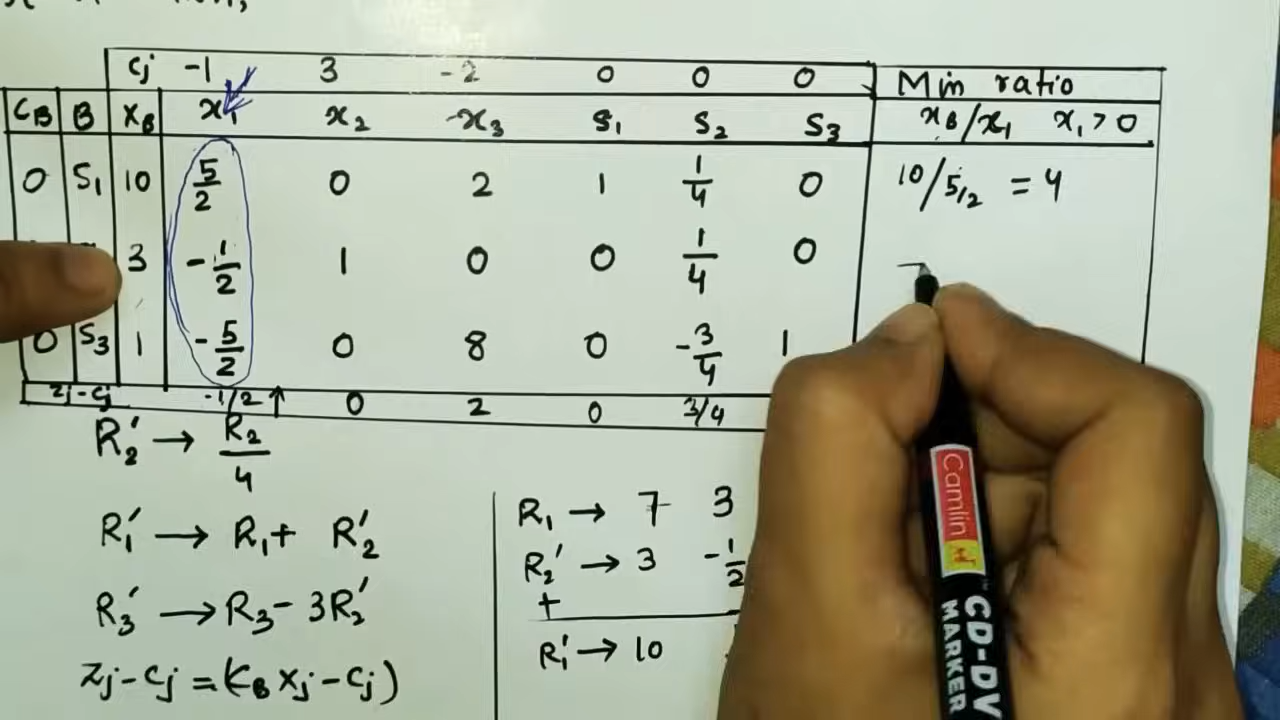 Cj -1 3 -2 0 0 0 Min ratio
CB B XB x1 x2 x3 S1 S2 S3 xB/x1 x1 > 0
0 S1 10 5/2 0 2 1 1/4 0 10/5/2 = 4
3 -1/2 1 0 0 1/4 0 –
0 S3 1 -5/2 0 8 0 -3/4 1
Zj-Cj -1/2 ↑ 0 2 0 3/4
R2' → R2/4
R1' → R1 + R2'
R3' → R3 - 3R2'
Zj - Cj = (CB Xj - Cj)
R1 → 7 3
R2' → 3 -1/2
+
R1' → 10
Camlin
CD-DV
MARKER